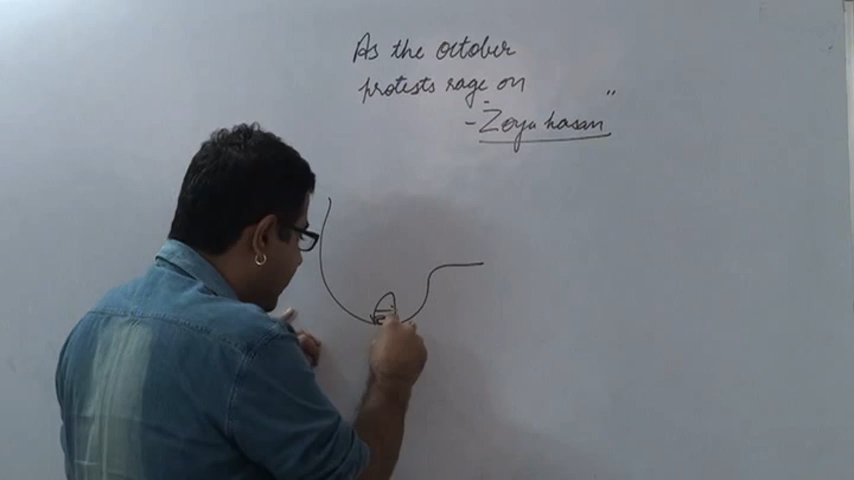 As the october
protests rage on "
- Zoya hasan